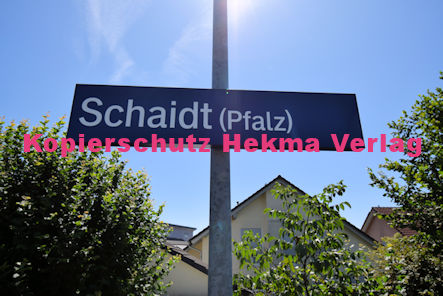 Schaidt (Pfalz)
Kopierschutz Hekma Verlag